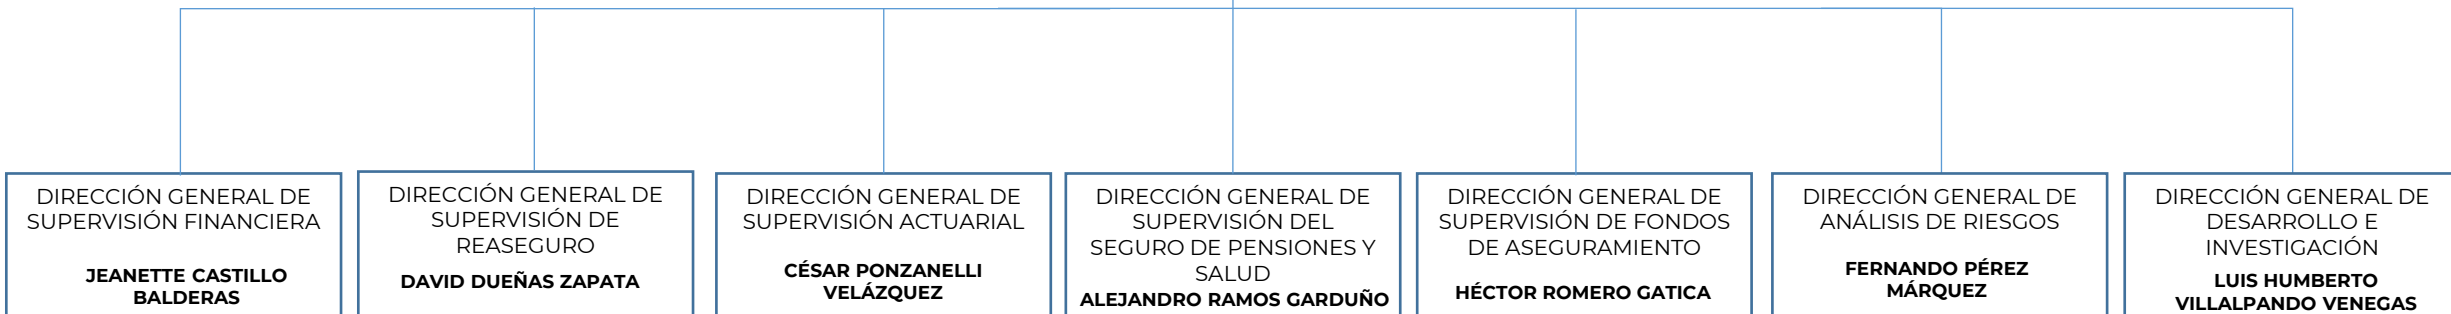 DIRECCIÓN GENERAL DE
SUPERVISIÓN FINANCIERA
JEANETTE CASTILLO
BALDERAS
DIRECCIÓN GENERAL DE
SUPERVISIÓN DE
REASEGURO
DAVID DUEÑAS ZAPATA
DIRECCIÓN GENERAL DE
SUPERVISIÓN ACTUARIAL
CÉSAR PONZANELLI
VELÁZQUEZ
DIRECCIÓN GENERAL DE
SUPERVISIÓN DEL
SEGURO DE PENSIONES Y
SALUD
ALEJANDRO RAMOS GARDUÑO
DIRECCIÓN GENERAL DE
SUPERVISIÓN DE FONDOS
DE ASEGURAMIENTO
HÉCTOR ROMERO GATICA
DIRECCIÓN GENERAL DE
ANÁLISIS DE RIESGOS
FERNANDO PÉREZ
MÁRQUEZ
DIRECCIÓN GENERAL DE
DESARROLLO E
INVESTIGACIÓN
LUIS HUMBERTO
VILLALPANDO VENEGAS